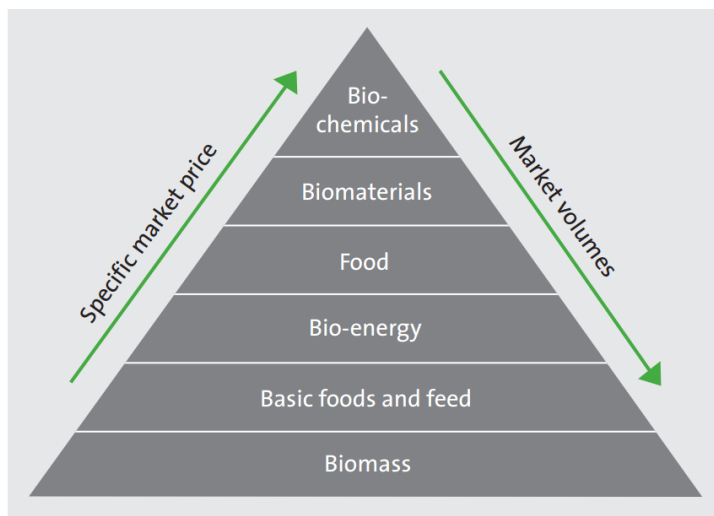 Bio-
chemicals
Specific market price
Market volumes
Biomaterials
Food
Bio-energy
Basic foods and feed
Biomass